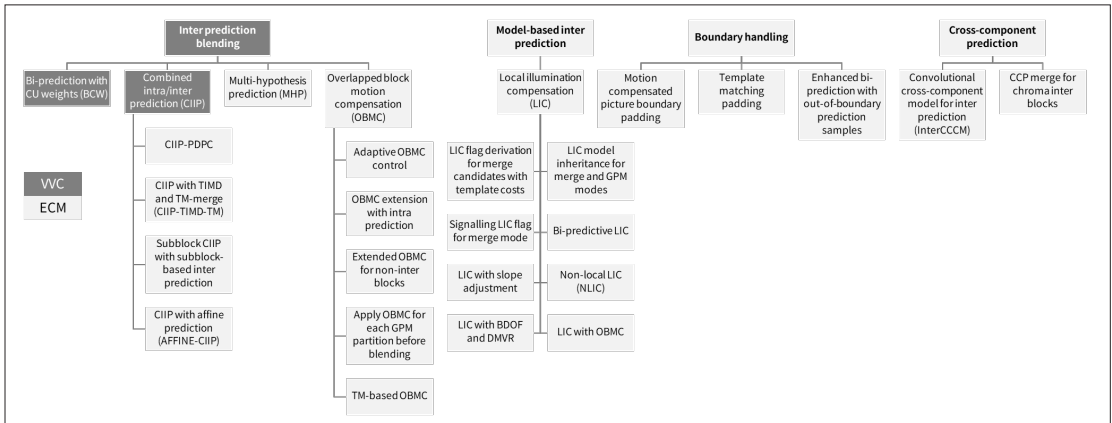 Inter prediction
blending
Model-based inter
prediction
Boundary handling
Cross-component
prediction
Bi-prediction with
CU weights (BCW)
Combined
intra/inter
prediction (CIIP)
Multi-hypothesis
prediction (MHP)
Overlapped block
motion
compensation
(OBMC)
Local illumination
compensation
(LIC)
Motion
compensated
picture boundary
padding
Template
matching
padding
Enhanced bi-
prediction with
out-of-boundary
prediction
samples
Convolutional
cross-component
model for inter
prediction
(InterCCCM)
CCP merge for
chroma inter
blocks
CIIP-PDPC
CIIP with TIMD
and TM-merge
(CIIP-TIMD-TM)
Subblock CIIP
with subblock-
based inter
prediction
CIIP with affine
prediction
(AFFINE-CIIP)
Adaptive OBMC
control
OBMC extension
with intra
prediction
Extended OBMC
for non-inter
blocks
Apply OBMC for
each GPM
partition before
blending
TM-based OBMC
LIC flag derivation
for merge
candidates with
template costs
LIC model
inheritance for
merge and GPM
modes
Signalling LIC flag
for merge mode
Bi-predictive LIC
LIC with slope
adjustment
Non-local LIC
(NLIC)
LIC with BDOF
and DMVR
LIC with OBMC
VVC
ECM